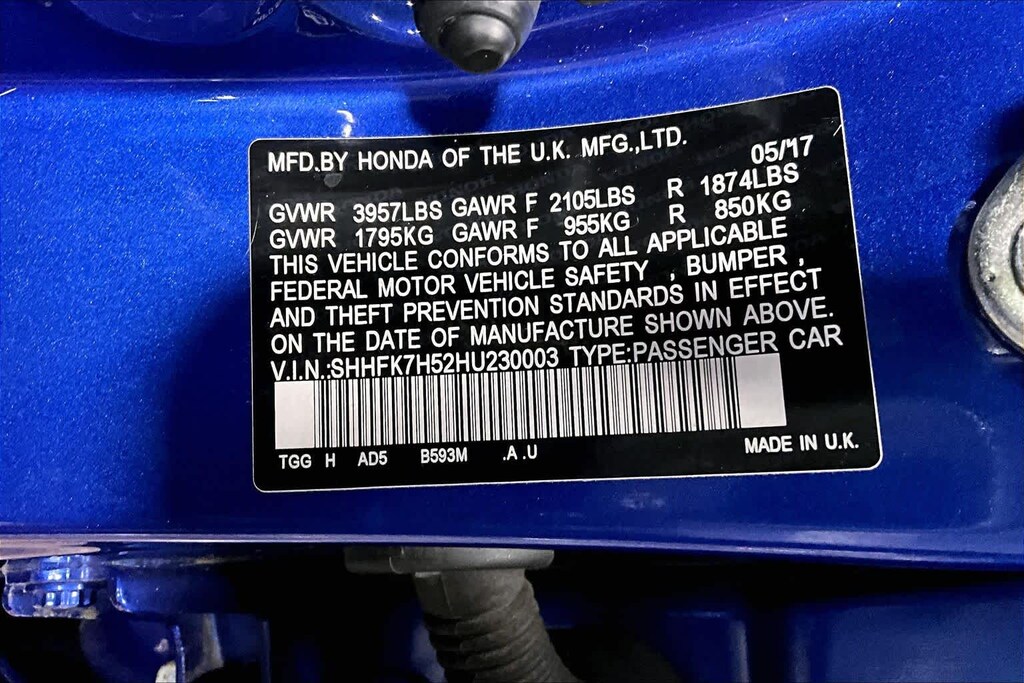 MFD.BY HONDA OF THE U.K. MFG.,LTD.
05/17
GVWR 3957LBS GAWR F 2105LBS R 1874LBS
GVWR 1795KG GAWR F 955KG R 850KG
THIS VEHICLE CONFORMS TO ALL APPLICABLE
FEDERAL MOTOR VEHICLE SAFETY , BUMPER ,
AND THEFT PREVENTION STANDARDS IN EFFECT
ON THE DATE OF MANUFACTURE SHOWN ABOVE.
V.I.N.:SHHFK7H52HU230003 TYPE:PASSENGER CAR
TGG H AD5 B593M .A .U
MADE IN U.K.